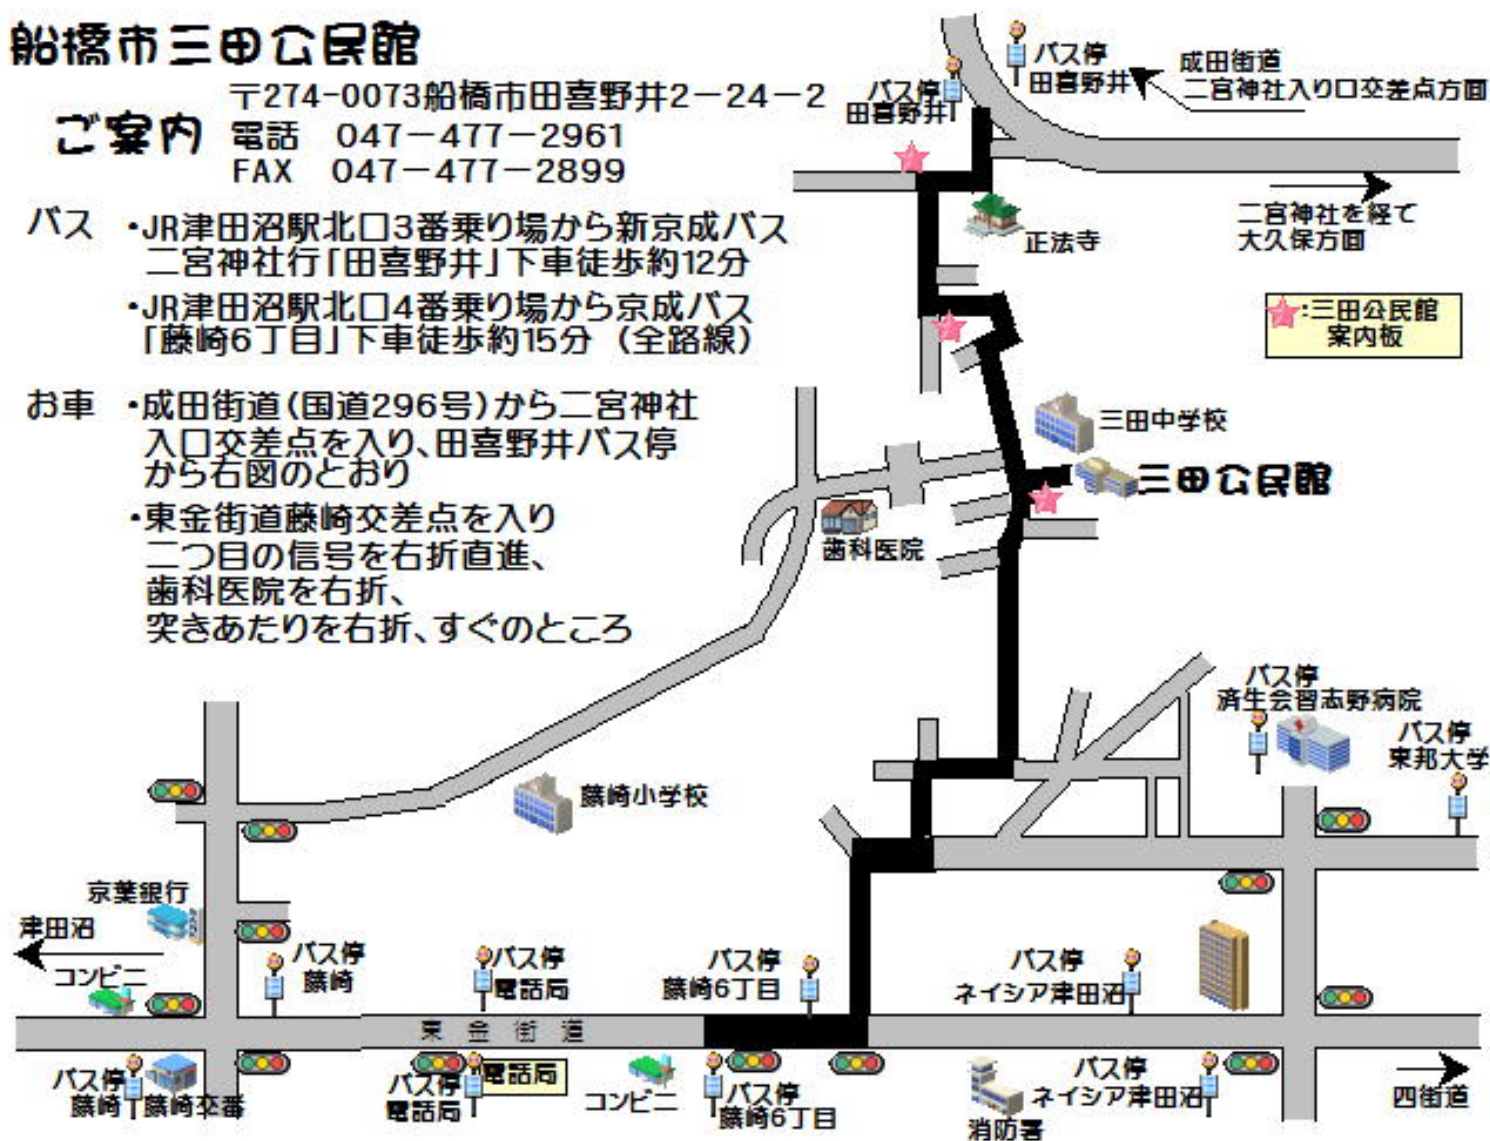 船橋市三田公民館
ご案内
〒274-0073船橋市田喜野井2－24－2
電話　047－477－2961
FAX　047－477－2899
バス
・JR津田沼駅北口3番乗り場から新京成バス
二宮神社行「田喜野井」下車徒歩約12分
・JR津田沼駅北口4番乗り場から京成バス
「藤崎6丁目」下車徒歩約15分（全路線）
お車
・成田街道(国道296号)から二宮神社
入口交差点を入り、田喜野井バス停
から右図のとおり
・東金街道藤崎交差点を入り
二つ目の信号を右折直進、
歯科医院を右折、
突きあたりを右折、すぐのところ
バス停
田喜野井
バス停
田喜野井
成田街道
二宮神社入り口交差点方面
二宮神社を経て
大久保方面
正法寺
:三田公民館
案内板
三田中学校
三田公民館
歯科医院
バス停
済生会習志野病院
バス停
東邦大学
藤崎小学校
京葉銀行
津田沼
コンビニ
バス停
藤崎
バス停
電話局
バス停
藤崎6丁目
バス停
ネイシア津田沼
東金街道
バス停
藤崎
藤崎交番
バス停
電話局
電話局
コンビニ
バス停
藤崎6丁目
消防署
バス停
ネイシア津田沼
四街道